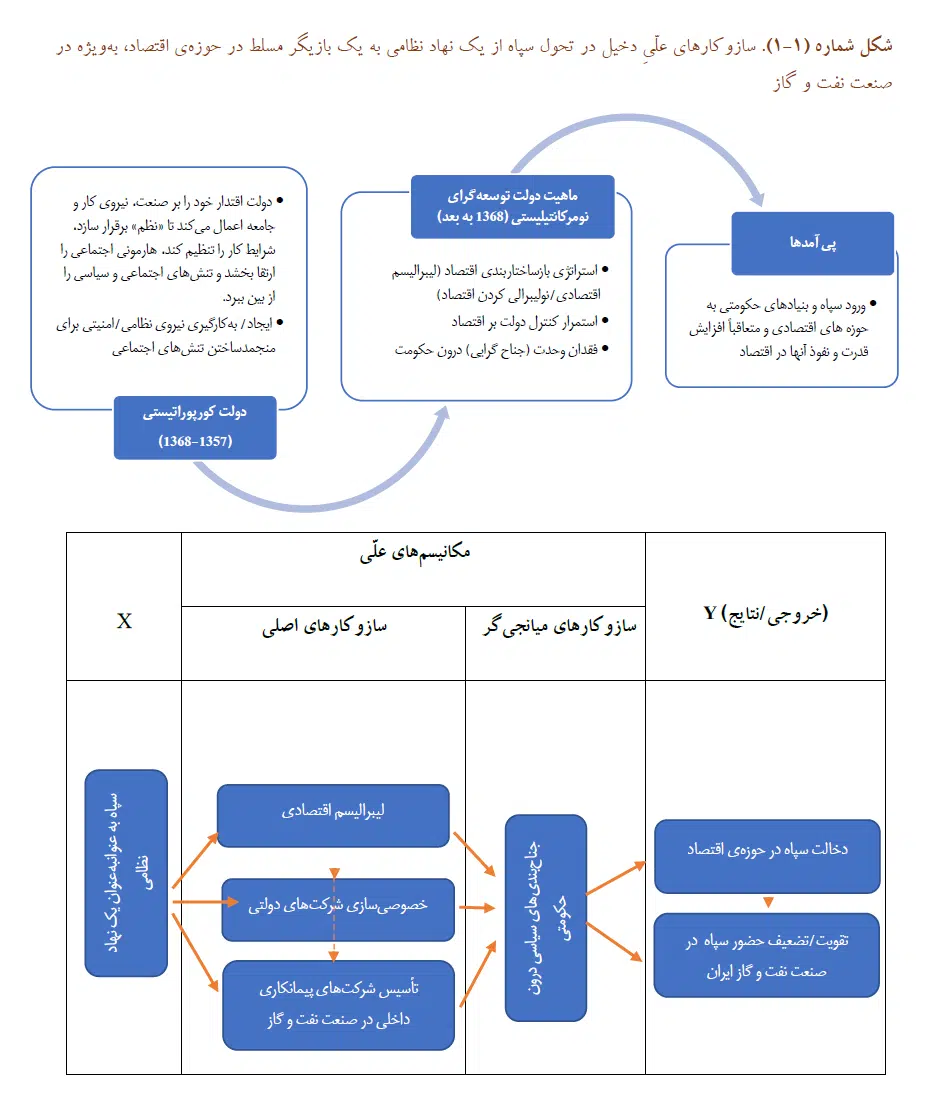 شکل شماره (۱-۱). سازوکارهای علّیِ دخیل در تحول سپاه از یک نهاد نظامی به یک بازیگر مسلط در حوزه‌ی اقتصاد، به‌ویژه در
صنعت نفت و گاز
● دولت اقتدار خود را بر صنعت، نیروی کار و
جامعه اعمال می‌کند تا «نظم» برقرار سازد،
شرایط کار را تنظیم کند، هارمونی اجتماعی را
ارتقا بخشد و تنش‌های اجتماعی و سیاسی را
از بین ببرد.
● ایجاد/ به‌کارگیری نیروی نظامی/امنیتی برای
منجمدساختن تنش‌های اجتماعی
دولت کورپوراتیستی
(1357-1368)
ماهیت دولت توسعه‌گرای
نومرکانتیلیستی (1368 به بعد)
● استراتژی بازساختاربندی اقتصاد (لیبرالیسم
اقتصادی/نولیبرالی کردن اقتصاد)
● استمرار کنترل دولت بر اقتصاد
● فقدان وحدت (جناح گرایی) درون حکومت
پی آمدها
● ورود سپاه و بنیادهای حکومتی به
حوزه های اقتصادی و متعاقباً افزایش
قدرت و نفوذ آنها در اقتصاد
X
مکانیسم‌های علّی
سازوکارهای اصلی
سازوکارهای میانجی‌گر
Y (خروجی/نتایج)
سپاه به عنوانبه‌عنوان یک نهاد
نظامی
لیبرالیسم اقتصادی
خصوصی‌سازی شرکت‌های دولتی
تأسیس شرکت‌های پیمانکاری
داخلی در صنعت نفت و گاز
جناح‌بندی‌های سیاسی درون
حکومتی
دخالت سپاه در حوزه‌ی اقتصاد
تقویت/تضعیف حضور سپاه در
صنعت نفت و گاز ایران